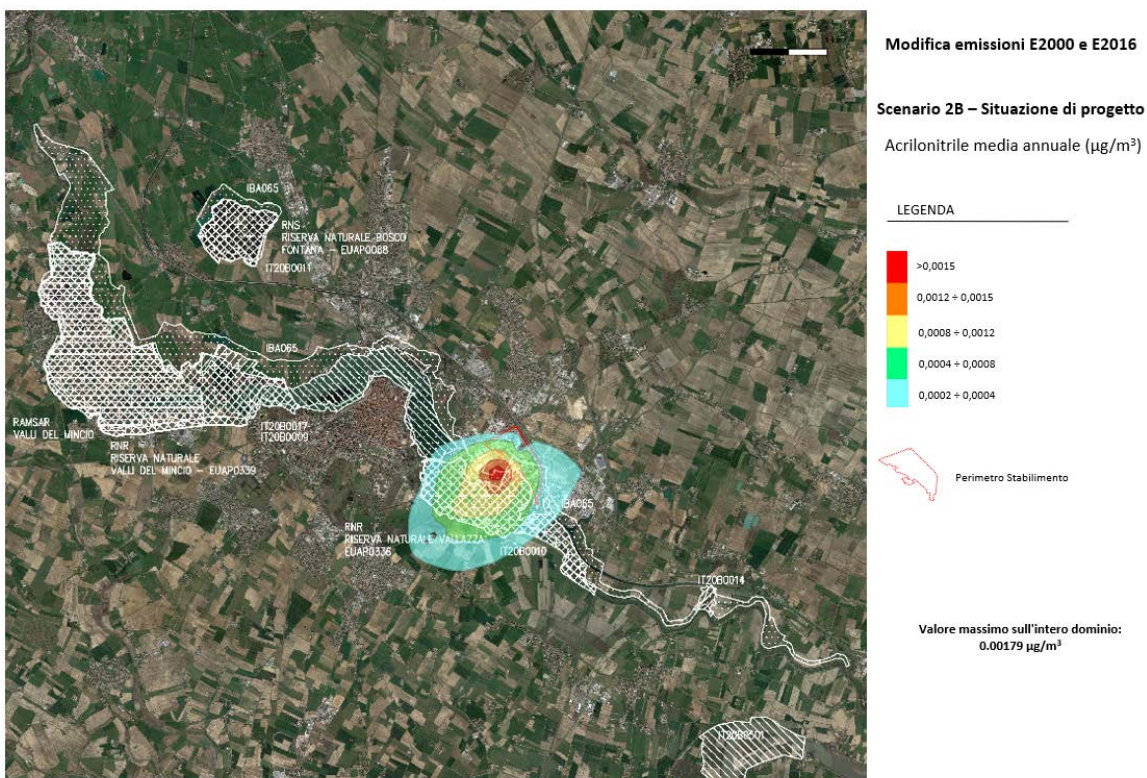 Modifica emissioni E2000 e E2016
Scenario 2B – Situazione di progetto
Acrilonitrile media annuale (µg/m³)
LEGENDA
>0,0015
0,0012 ÷ 0,0015
0,0008 ÷ 0,0012
0,0004 ÷ 0,0008
0,0002 ÷ 0,0004
Perimetro Stabilimento
Valore massimo sull'intero dominio:
0.00179 µg/m³
IBA065
RNS
RISERVA NATURALE BOSCO
FONTANA – EUAP0088
IT20B0011
IBA065
RAMSAR
VALLI DEL MINCIO
IT20B0017
IT20B0009
RNR
RISERVA NATURALE
VALLI DEL MINCIO – EUAP0339
IBA065
RNR
RISERVA NATURALE VALLAZZA
EUAP0336
IT20B0010
IT20B0014
IT20B0501